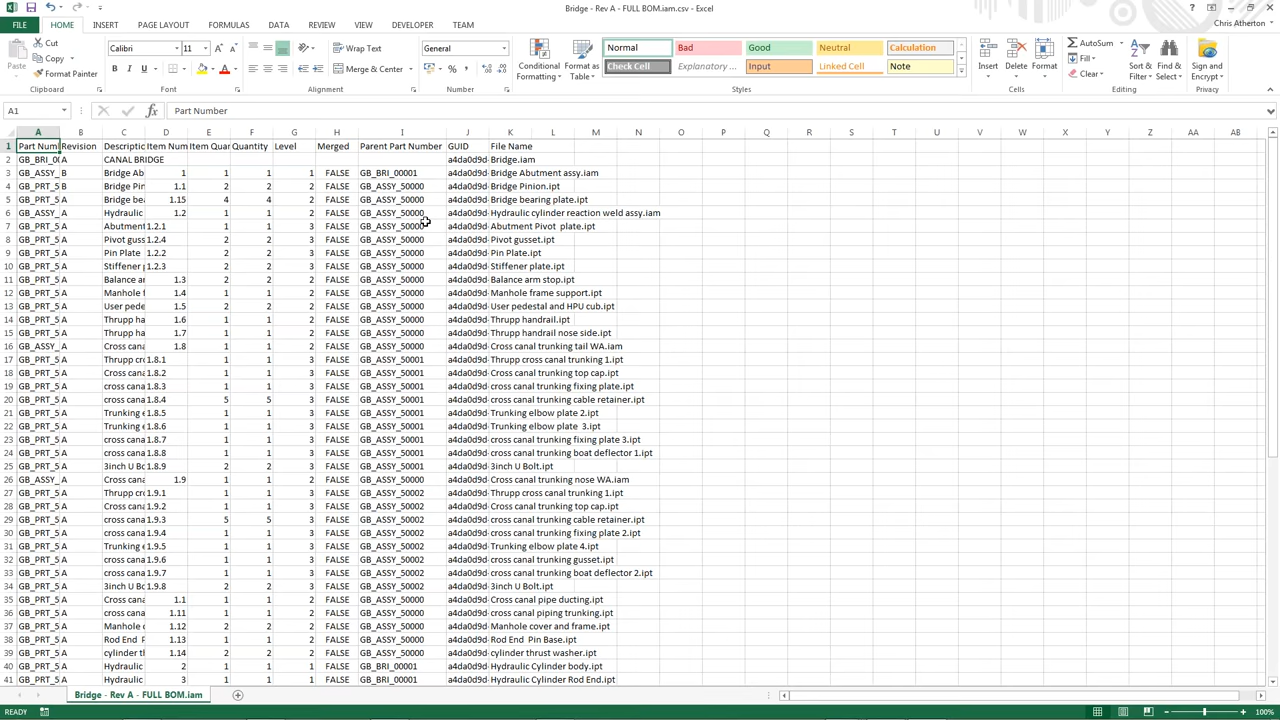 Bridge - Rev A - FULL BOM.iam.csv - Excel
Chris Atherton
FILE HOME INSERT PAGE LAYOUT FORMULAS DATA REVIEW VIEW DEVELOPER TEAM
Paste Cut Copy Format Painter Clipboard
Calibri 11 Font
Wrap Text Merge & Center Alignment
General Number
Conditional Formatting Format as Table
Normal Bad Good Neutral Calculation
Check Cell Explanatory ... Input Linked Cell Note
Styles
Insert Delete Format Cells
AutoSum Fill Clear Sort & Filter Find & Select Editing
Sign and Encrypt Privacy
A1 fx Part Number
A B C D E F G H I J K L M N O P Q R S T U V W X Y Z AA AB
1 Part Num Revision Descriptic Item Num Item Quar Quantity Level Merged Parent Part Number GUID File Name
2 GB_BRI_0( A CANAL BRIDGE a4da0d9d Bridge.iam
3 GB_ASSY_ B Bridge Ab 1 1 1 1 FALSE GB_BRI_00001 a4da0d9d- Bridge Abutment assy.iam
4 GB_PRT_5 B Bridge Pin 1.1 2 2 2 FALSE GB_ASSY_50000 a4da0d9d- Bridge Pinion.ipt
5 GB_PRT_5 A Bridge bea 1.15 4 4 2 FALSE GB_ASSY_50000 a4da0d9d- Bridge bearing plate.ipt
6 GB_ASSY_ A Hydraulic 1.2 1 1 2 FALSE GB_ASSY_50000 a4da0d9d- Hydraulic cylinder reaction weld assy.iam
7 GB_PRT_5 A Abutment 1.2.1 1 1 3 FALSE GB_ASSY_5000( a4da0d9d- Abutment Pivot plate.ipt
8 GB_PRT_5 A Pivot guss 1.2.4 2 2 3 FALSE GB_ASSY_50000 a4da0d9d- Pivot gusset.ipt
9 GB_PRT_5 A Pin Plate 1.2.2 2 2 3 FALSE GB_ASSY_50000 a4da0d9d- Pin Plate.ipt
10 GB_PRT_5 A Stiffener 1.2.3 2 2 3 FALSE GB_ASSY_50000 a4da0d9d- Stiffener plate.ipt
11 GB_PRT_5 A Balance ar 1.3 2 2 2 FALSE GB_ASSY_50000 a4da0d9d- Balance arm stop.ipt
12 GB_PRT_5 A Manhole f 1.4 1 1 2 FALSE GB_ASSY_50000 a4da0d9d- Manhole frame support.ipt
13 GB_PRT_5 A User pede 1.5 2 2 2 FALSE GB_ASSY_50000 a4da0d9d- User pedestal and HPU cub.ipt
14 GB_PRT_5 A Thrupp ha 1.6 1 1 2 FALSE GB_ASSY_50000 a4da0d9d- Thrupp handrail.ipt
15 GB_PRT_5 A Thrupp ha 1.7 1 1 2 FALSE GB_ASSY_50000 a4da0d9d- Thrupp handrail nose side.ipt
16 GB_ASSY_ A Cross cana 1.8 1 1 2 FALSE GB_ASSY_50000 a4da0d9d- Cross canal trunking tail WA.iam
17 GB_PRT_5 A Thrupp cro 1.8.1 1 1 3 FALSE GB_ASSY_50001 a4da0d9d- Thrupp cross canal trunking 1.ipt
18 GB_PRT_5 A Cross cana 1.8.2 1 1 3 FALSE GB_ASSY_50001 a4da0d9d- Cross canal trunking top cap.ipt
19 GB_PRT_5 A cross cana 1.8.3 1 1 3 FALSE GB_ASSY_50001 a4da0d9d- cross canal trunking fixing plate.ipt
20 GB_PRT_5 A cross cana 1.8.4 5 5 3 FALSE GB_ASSY_50001 a4da0d9d- cross canal trunking cable retainer.ipt
21 GB_PRT_5 A Trunking e 1.8.5 1 1 3 FALSE GB_ASSY_50001 a4da0d9d- Trunking elbow plate 2.ipt
22 GB_PRT_5 A Trunking e 1.8.6 1 1 3 FALSE GB_ASSY_50001 a4da0d9d- Trunking elbow plate 3.ipt
23 GB_PRT_5 A cross cana 1.8.7 1 1 3 FALSE GB_ASSY_50001 a4da0d9d- cross canal trunking fixing plate 3.ipt
24 GB_PRT_5 A cross cana 1.8.8 1 1 3 FALSE GB_ASSY_50001 a4da0d9d- cross canal trunking boat deflector 1.ipt
25 GB_PRT_5 A 3inch U Bo 1.8.9 2 2 3 FALSE GB_ASSY_50001 a4da0d9d- 3inch U Bolt.ipt
26 GB_ASSY_ A Cross cana 1.9 1 1 2 FALSE GB_ASSY_50000 a4da0d9d- Cross canal trunking nose WA.iam
27 GB_PRT_5 A Thrupp cro 1.9.1 1 1 3 FALSE GB_ASSY_50002 a4da0d9d- Thrupp cross canal trunking 1.ipt
28 GB_PRT_5 A Cross cana 1.9.2 1 1 3 FALSE GB_ASSY_50002 a4da0d9d- Cross canal trunking top cap.ipt
29 GB_PRT_5 A cross cana 1.9.3 5 5 3 FALSE GB_ASSY_50002 a4da0d9d- cross canal trunking cable retainer.ipt
30 GB_PRT_5 A cross cana 1.9.4 1 1 3 FALSE GB_ASSY_50002 a4da0d9d- cross canal trunking fixing plate 2.ipt
31 GB_PRT_5 A Trunking e 1.9.5 1 1 3 FALSE GB_ASSY_50002 a4da0d9d- Trunking elbow plate 4.ipt
32 GB_PRT_5 A cross cana 1.9.6 1 1 3 FALSE GB_ASSY_50002 a4da0d9d- cross canal trunking gusset.ipt
33 GB_PRT_5 A cross cana 1.9.7 1 1 3 FALSE GB_ASSY_50002 a4da0d9d- cross canal trunking boat deflector 2.ipt
34 GB_PRT_5 A 3inch U Bo 1.9.8 2 2 3 FALSE GB_ASSY_50002 a4da0d9d- 3inch U Bolt.ipt
35 GB_PRT_5 A Cross cana 1.1 1 1 2 FALSE GB_ASSY_50000 a4da0d9d- Cross pipe ducting.ipt
36 GB_PRT_5 A cross cana 1.11 1 1 2 FALSE GB_ASSY_50000 a4da0d9d- cross canal piping trunking.ipt
37 GB_PRT_5 A Manhole c 1.12 2 2 2 FALSE GB_ASSY_50000 a4da0d9d- Manhole cover and frame.ipt
38 GB_PRT_5 A Rod End P 1.13 1 1 2 FALSE GB_ASSY_50000 a4da0d9d- Rod End Pin Base.ipt
39 GB_PRT_5 A cylinder th 1.14 2 2 2 FALSE GB_ASSY_50000 a4da0d9d- cylinder thrust washer.ipt
40 GB_PRT_5 A Hydraulic 2 1 1 1 FALSE GB_BRI_00001 a4da0d9d- Hydraulic Cylinder body.ipt
41 GB_PRT_5 A Hydraulic 3 1 1 1 FALSE GB_BRI_00001 a4da0d9d- Hydraulic Cylinder Rod End.ipt
Bridge - Rev A - FULL BOM.iam
READY 100%